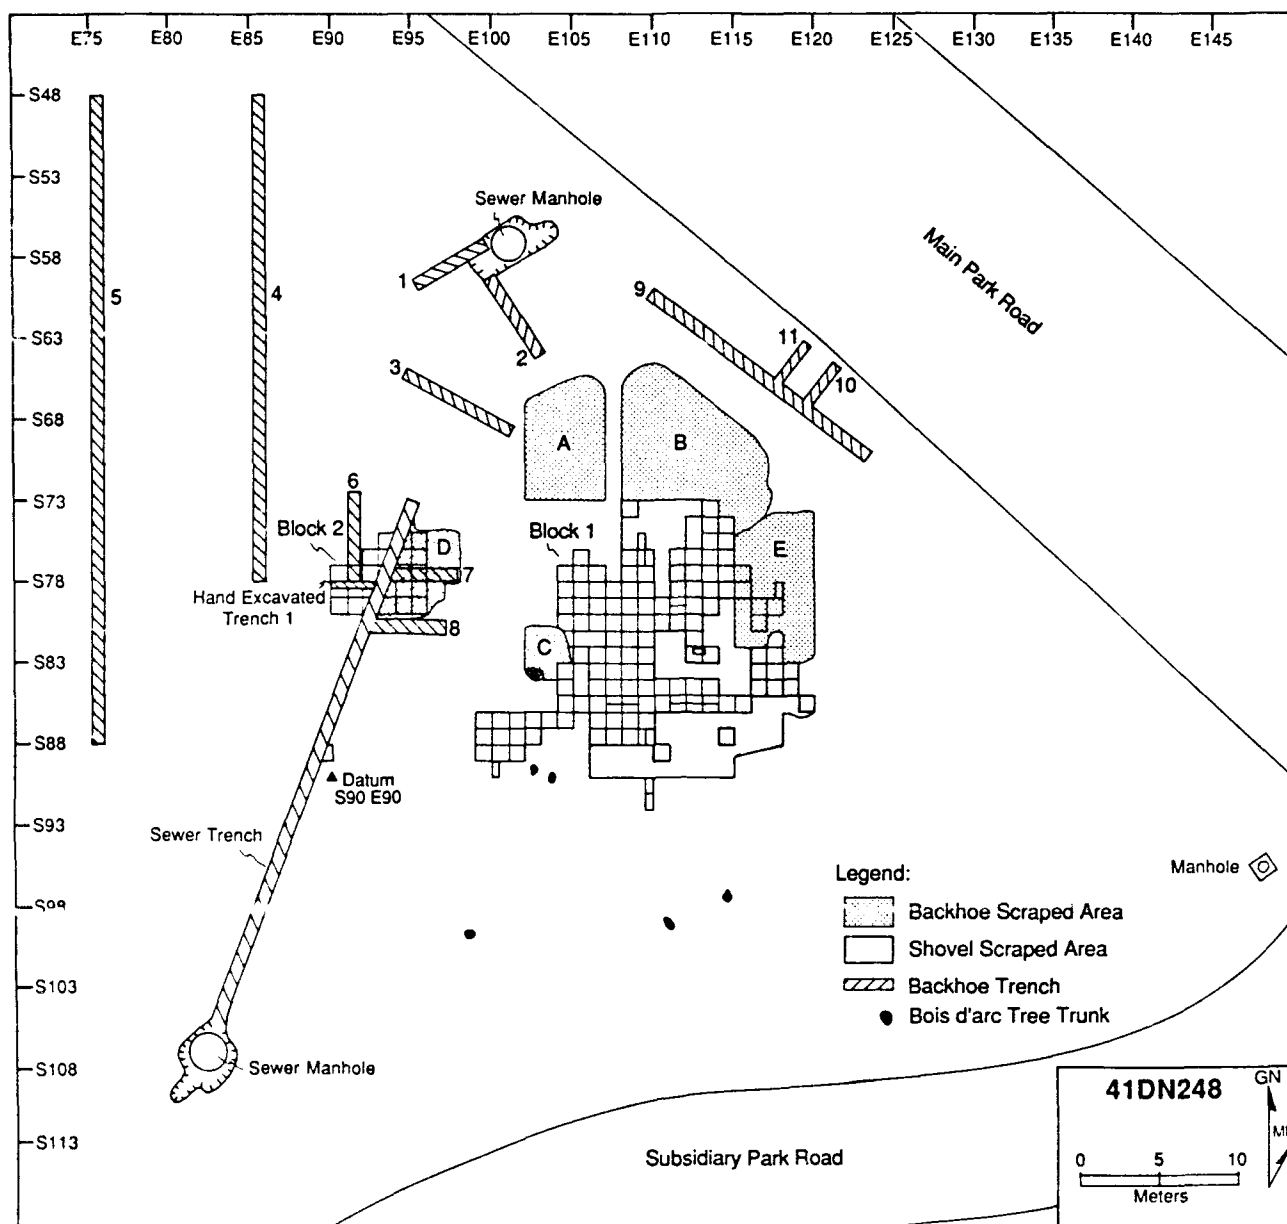 E75 E80 E85 E90 E95 E100 E105 E110 E115 E120 E125 E130 E135 E140 E145
S48
S53
Sewer Manhole
S58
Main Park Road
1
9
5
4
S63
11
2
3
10
S68
A
B
S73
6
Block 2
Block 1
D
E
7
S78
Hand Excavated
Trench 1
8
C
S83
S88
Datum
S90 E90
S93
Sewer Trench
Manhole
Legend:
S98
Backhoe Scraped Area
Shovel Scraped Area
Backhoe Trench
Bois d'arc Tree Trunk
S103
S108
Sewer Manhole
S113
Subsidiary Park Road
41DN248
GN
0 5 10
Meters